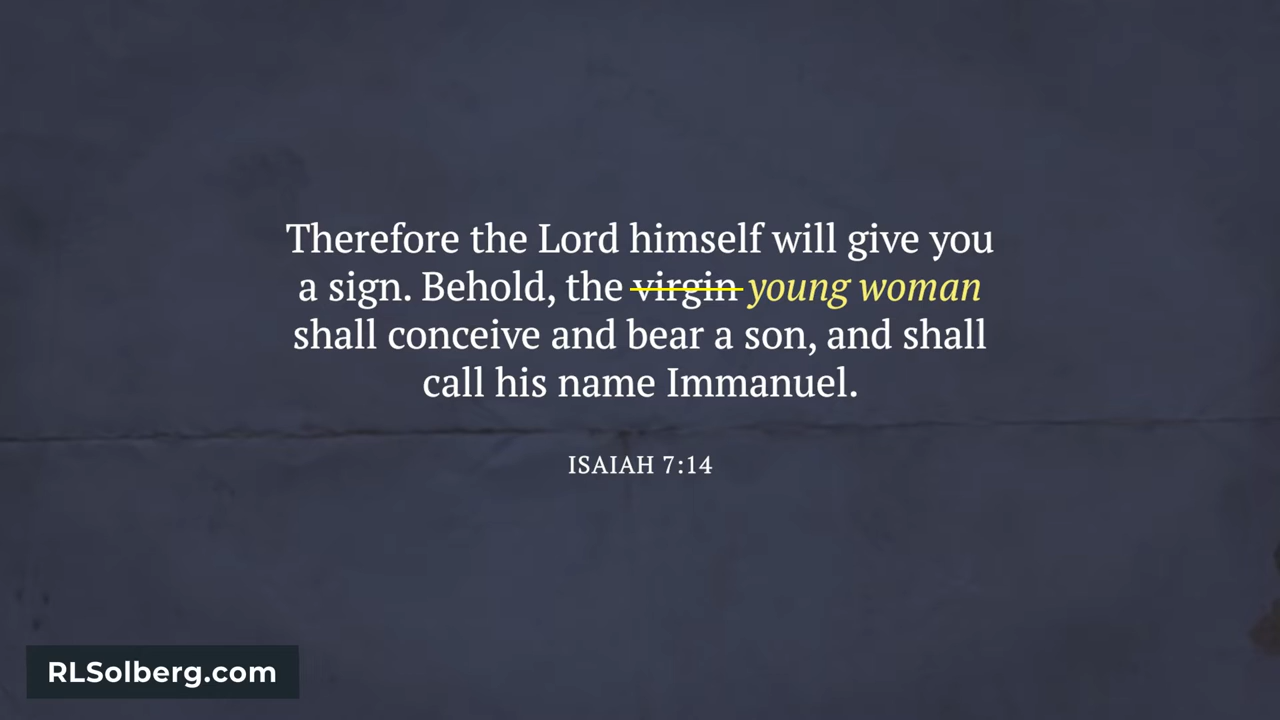 Therefore the Lord himself will give you
a sign. Behold, the virgin young woman
shall conceive and bear a son, and shall
call his name Immanuel.
ISAIAH 7:14
RLSolberg.com